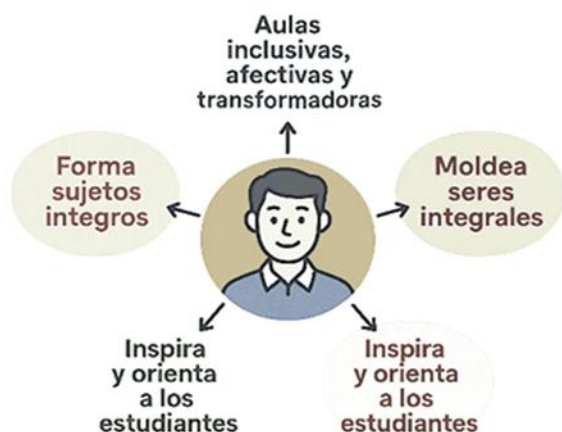 Aulas
inclusivas,
afectivas y
transformadoras
Forma
sujetos
integros
Moldea
seres
integrales
Inspira
y orienta
a los
estudiantes
Inspira
y orienta
a los
estudiantes